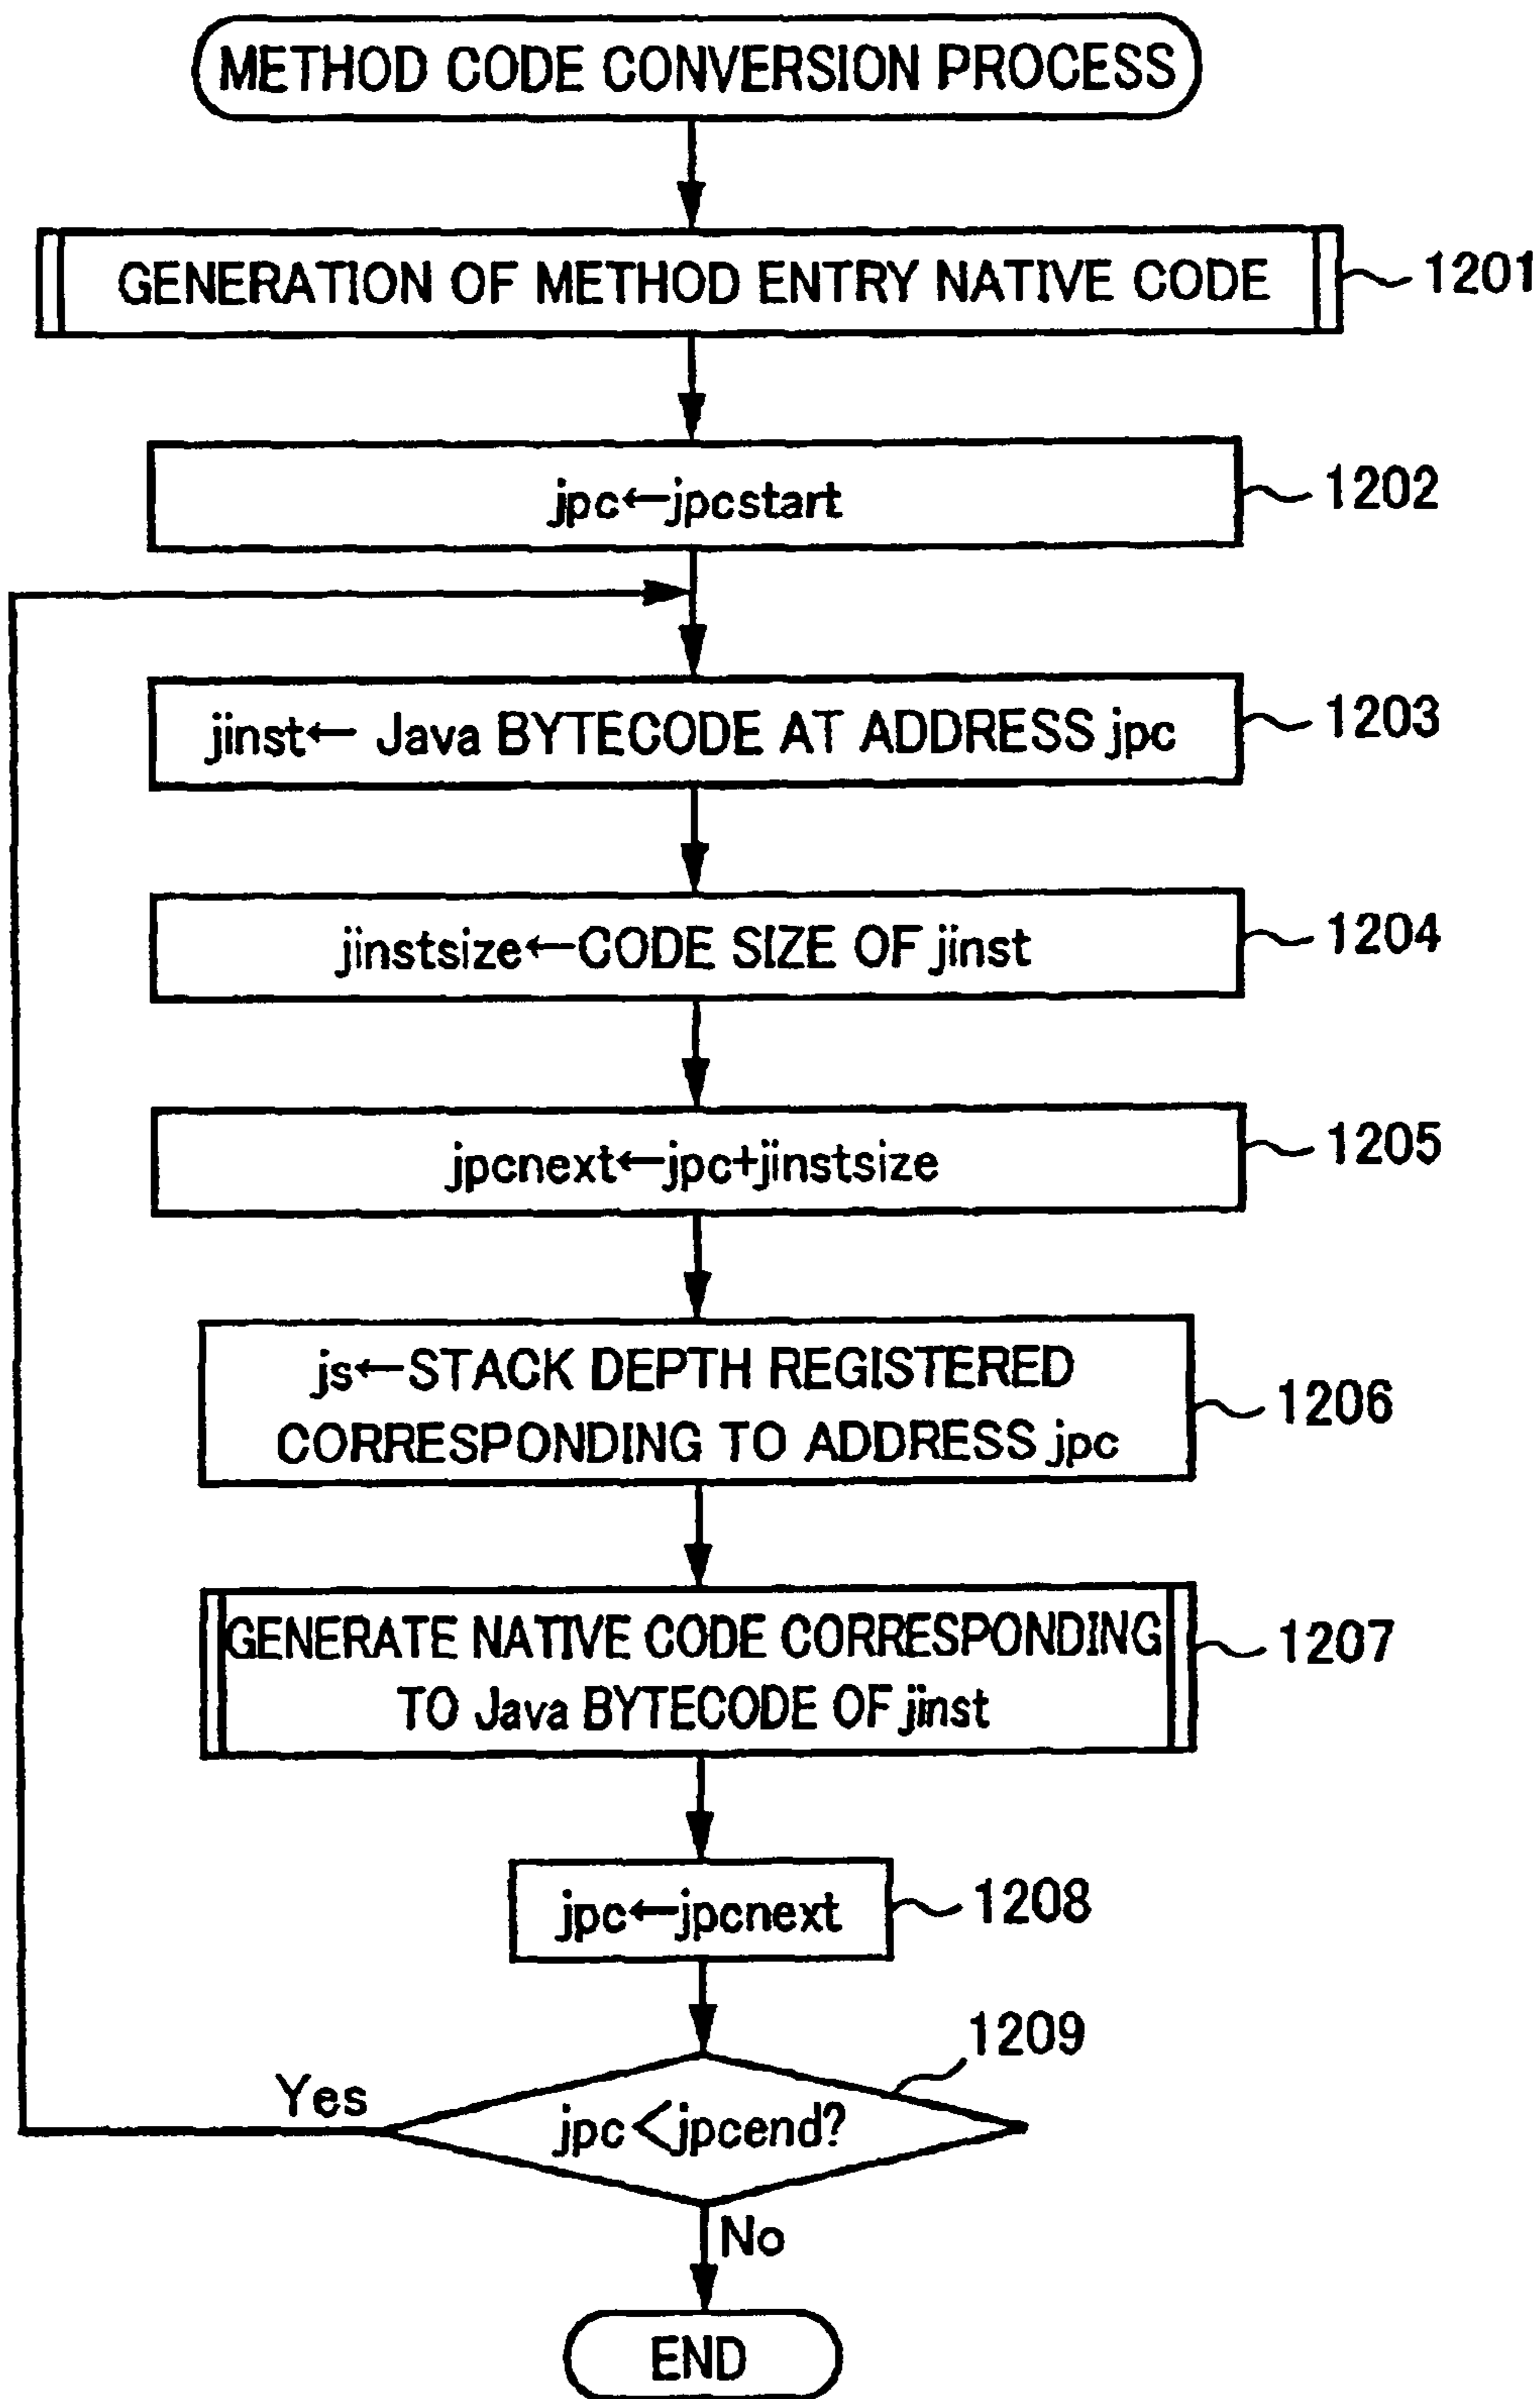 METHOD CODE CONVERSION PROCESS
GENERATION OF METHOD ENTRY NATIVE CODE
1201
jpc←jpcstart
1202
jinst← Java BYTECODE AT ADDRESS jpc
1203
jinstsize←CODE SIZE OF jinst
1204
jpcnext←jpc+jinstsize
1205
js←STACK DEPTH REGISTERED
CORRESPONDING TO ADDRESS jpc
1206
GENERATE NATIVE CODE CORRESPONDING
TO Java BYTECODE OF jinst
1207
jpc←jpcnext
1208
1209
Yes
jpc<jpcend?
No
END